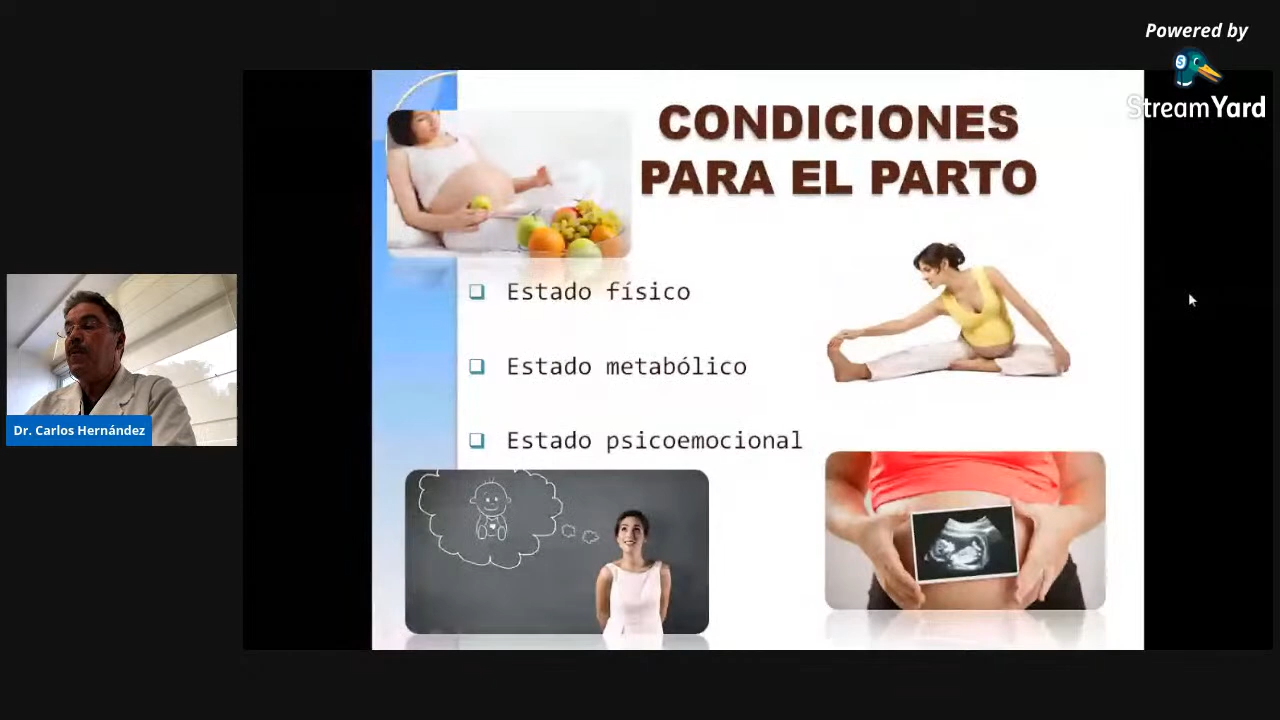 Powered by
StreamYard
CONDICIONES
PARA EL PARTO
Estado físico
Estado metabólico
Estado psicoemocional
Dr. Carlos Hernández